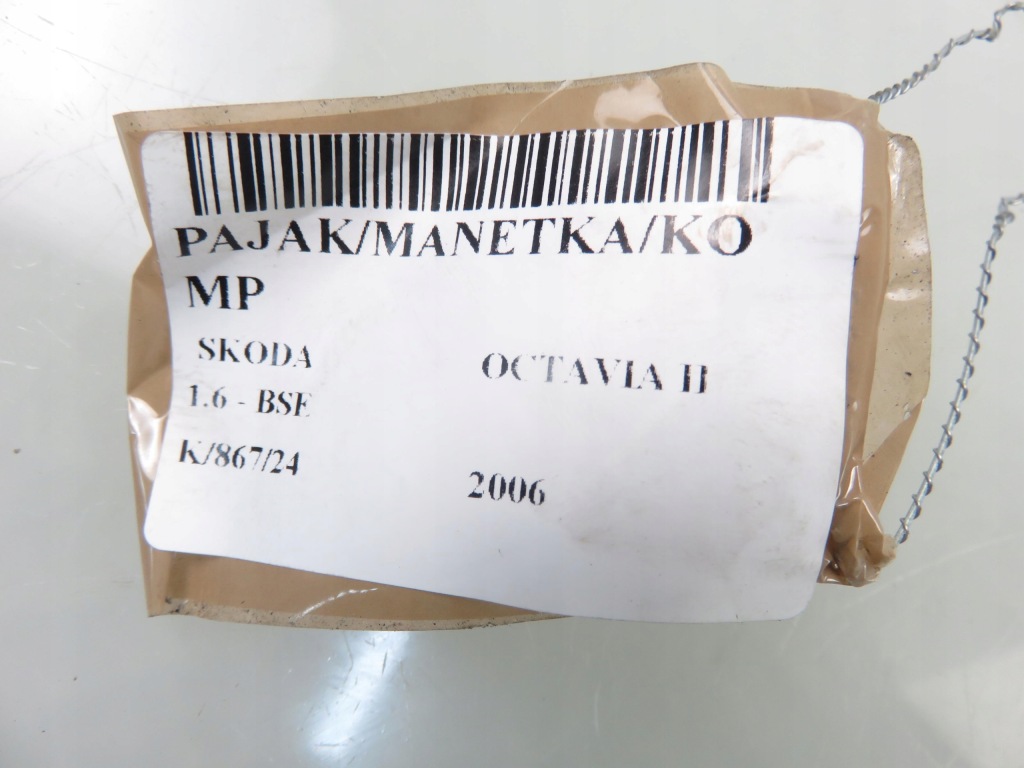 PAJAK/MANETKA/KO
MP
SKODA OCTAVIA II
1.6 - BSE
K/867/24
2006